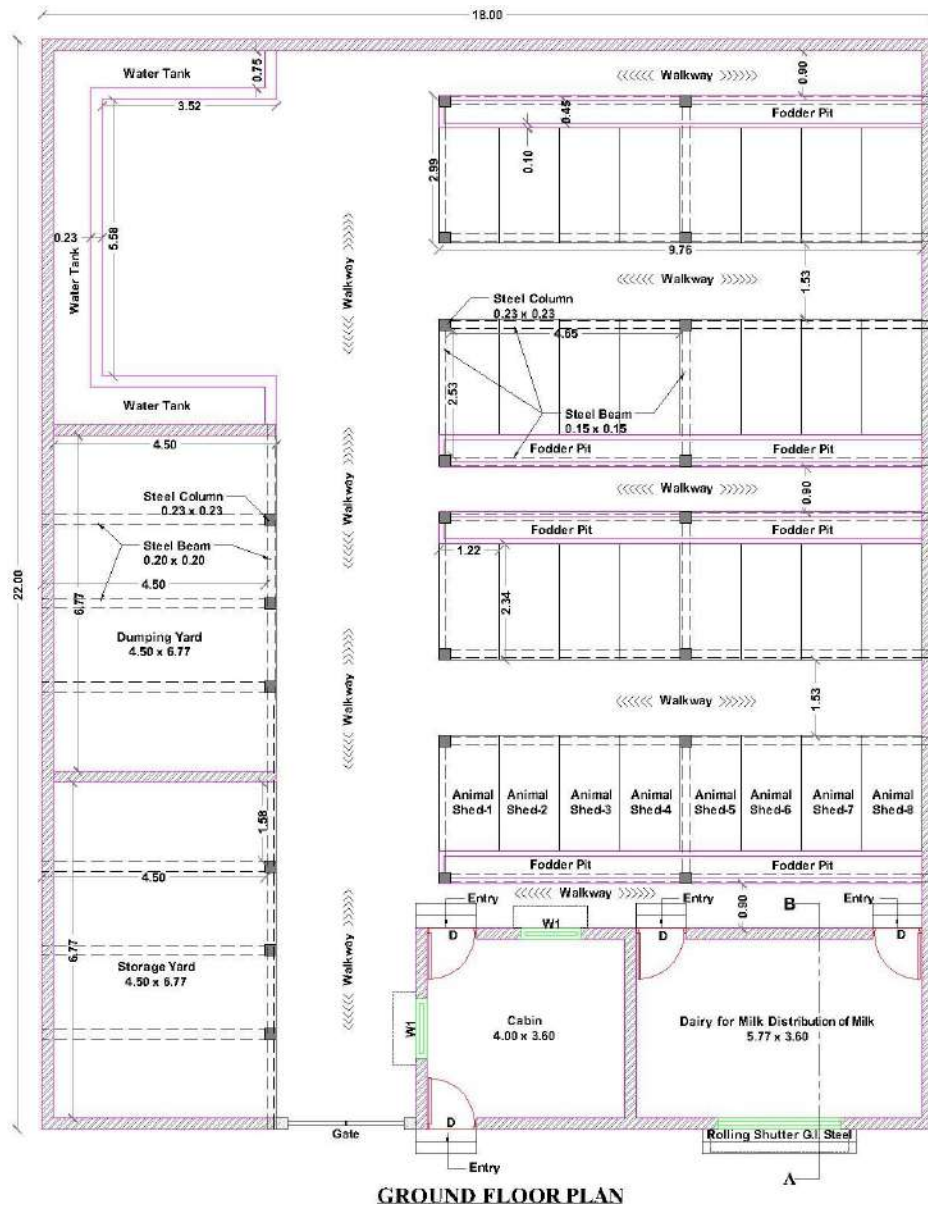 18.00
22.00
Water Tank
0.75
3.52
Walkway
0.90
Fodder Pit
0.45
0.10
2.99
0.23
Water Tank
5.58
Walkway
9.76
Walkway
1.53
Steel Column
0.23 x 0.23
4.65
2.53
Steel Beam
0.15 x 0.15
Water Tank
4.50
Fodder Pit
Fodder Pit
Walkway
0.90
Walkway
Steel Column
0.23 x 0.23
Steel Beam
0.20 x 0.20
4.50
6.77
Fodder Pit
Fodder Pit
1.22
2.34
Dumping Yard
4.50 x 6.77
Walkway
Walkway
1.53
Animal
Shed-1
Animal
Shed-2
Animal
Shed-3
Animal
Shed-4
Animal
Shed-5
Animal
Shed-6
Animal
Shed-7
Animal
Shed-8
1.58
4.50
6.77
Fodder Pit
Fodder Pit
Walkway
0.90
Entry
Entry
B
Entry
D
W1
D
D
Storage Yard
4.50 x 6.77
Walkway
W1
Cabin
4.00 x 3.60
Dairy for Milk Distribution of Milk
5.77 x 3.60
D
Gate
Rolling Shutter G.I. Steel
Entry
A
GROUND FLOOR PLAN